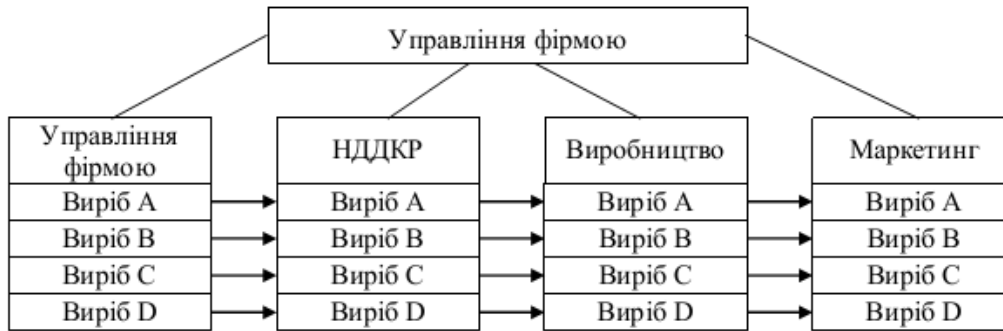 Управління фірмою
Управління
фірмою
НДДКР
Виробництво
Маркетинг
Виріб А
Виріб А
Виріб А
Виріб А
Виріб В
Виріб В
Виріб В
Виріб В
Виріб С
Виріб С
Виріб С
Виріб С
Виріб D
Виріб D
Виріб D
Виріб D